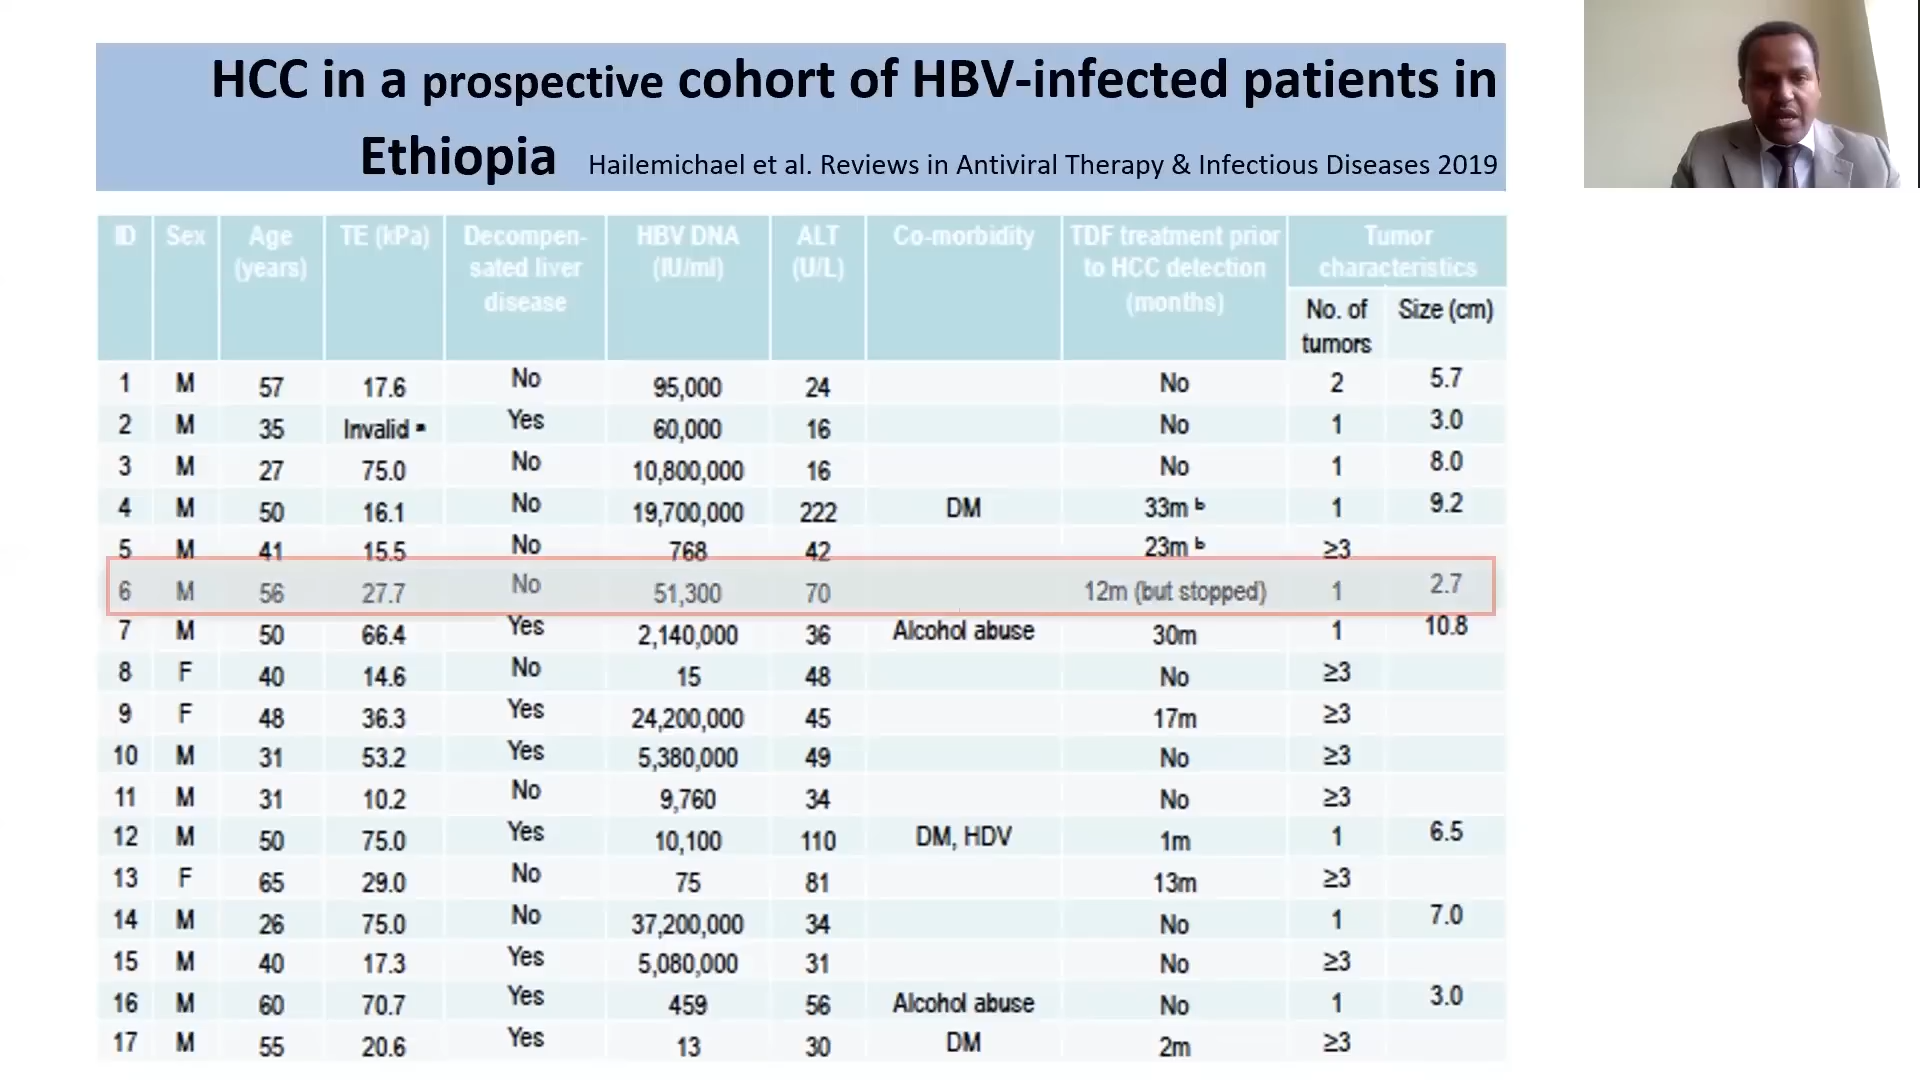 HCC in a prospective cohort of HBV-infected patients in
Ethiopia Hailemichael et al. Reviews in Antiviral Therapy & Infectious Diseases 2019
ID Sex Age (years) TE (kPa) Decompen-sated liver disease HBV DNA (IU/ml) ALT (U/L) Co-morbidity TDF treatment prior to HCC detection (months) Tumor characteristics
No. of tumors Size (cm)
1 M 57 17.6 No 95,000 24 No 2 5.7
2 M 35 Invalid ᵃ Yes 60,000 16 No 1 3.0
3 M 27 75.0 No 10,800,000 16 No 1 8.0
4 M 50 16.1 No 19,700,000 222 DM 33m ᵇ 1 9.2
5 M 41 15.5 No 768 42 23m ᵇ ≥3
6 M 56 27.7 No 51,300 70 12m (but stopped) 1 2.7
7 M 50 66.4 Yes 2,140,000 36 Alcohol abuse 30m 1 10.8
8 F 40 14.6 No 15 48 No ≥3
9 F 48 36.3 Yes 24,200,000 45 17m ≥3
10 M 31 53.2 Yes 5,380,000 49 No ≥3
11 M 31 10.2 No 9,760 34 No ≥3
12 M 50 75.0 Yes 10,100 110 DM, HDV 1m 1 6.5
13 F 65 29.0 No 75 81 13m ≥3
14 M 26 75.0 No 37,200,000 34 No 1 7.0
15 M 40 17.3 Yes 5,080,000 31 No ≥3
16 M 60 70.7 Yes 459 56 Alcohol abuse No 1 3.0
17 M 55 20.6 Yes 13 30 DM 2m ≥3